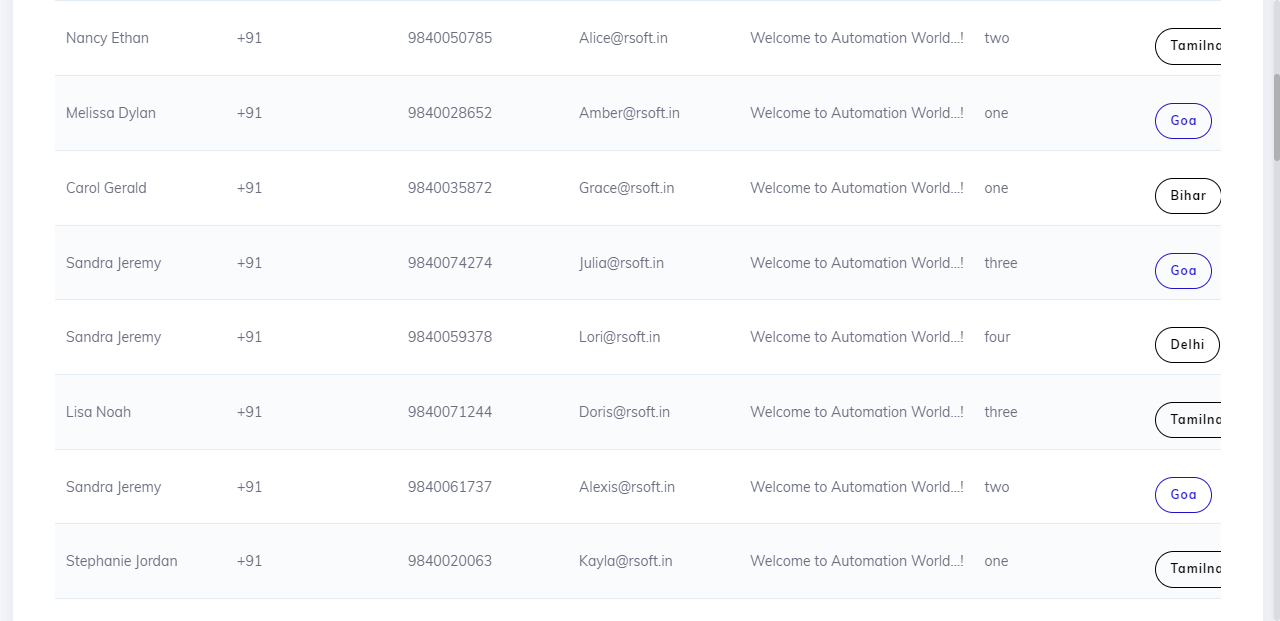 Nancy Ethan +91 9840050785 Alice@rsoft.in Welcome to Automation World...! two Tamilna
Melissa Dylan +91 9840028652 Amber@rsoft.in Welcome to Automation World...! one Goa
Carol Gerald +91 9840035872 Grace@rsoft.in Welcome to Automation World...! one Bihar
Sandra Jeremy +91 9840074274 Julia@rsoft.in Welcome to Automation World...! three Goa
Sandra Jeremy +91 9840059378 Lori@rsoft.in Welcome to Automation World...! four Delhi
Lisa Noah +91 9840071244 Doris@rsoft.in Welcome to Automation World...! three Tamilna
Sandra Jeremy +91 9840061737 Alexis@rsoft.in Welcome to Automation World...! two Goa
Stephanie Jordan +91 9840020063 Kayla@rsoft.in Welcome to Automation World...! one Tamilna